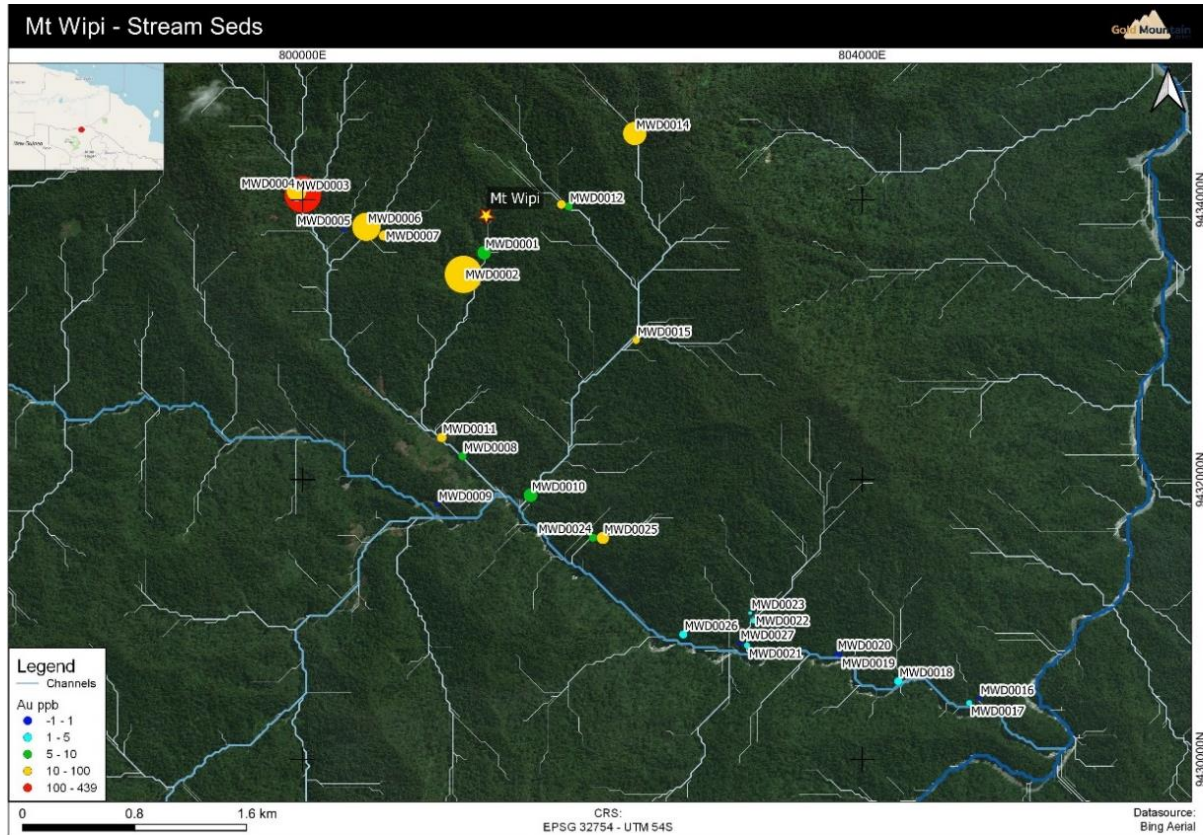 Mt Wipi - Stream Seds
Gold Mountain
800000E
804000E
MWD0014
MWD0004
MWD0003
Mt Wipi
MWD0012
9434000N
MWD0005
MWD0006
MWD0007
MWD0001
MWD0002
MWD0015
MWD0011
MWD0008
MWD0010
MWD0009
9432000N
MWD0024
MWD0025
MWD0023
MWD0022
MWD0026
MWD0027
MWD0021
MWD0020
MWD0019
MWD0018
MWD0016
MWD0017
9430000N
Legend
Channels
Au ppb
-1 - 1
1 - 5
5 - 10
10 - 100
100 - 439
0 0.8 1.6 km
CRS:
EPSG 32754 - UTM 54S
Datasource:
Bing Aerial